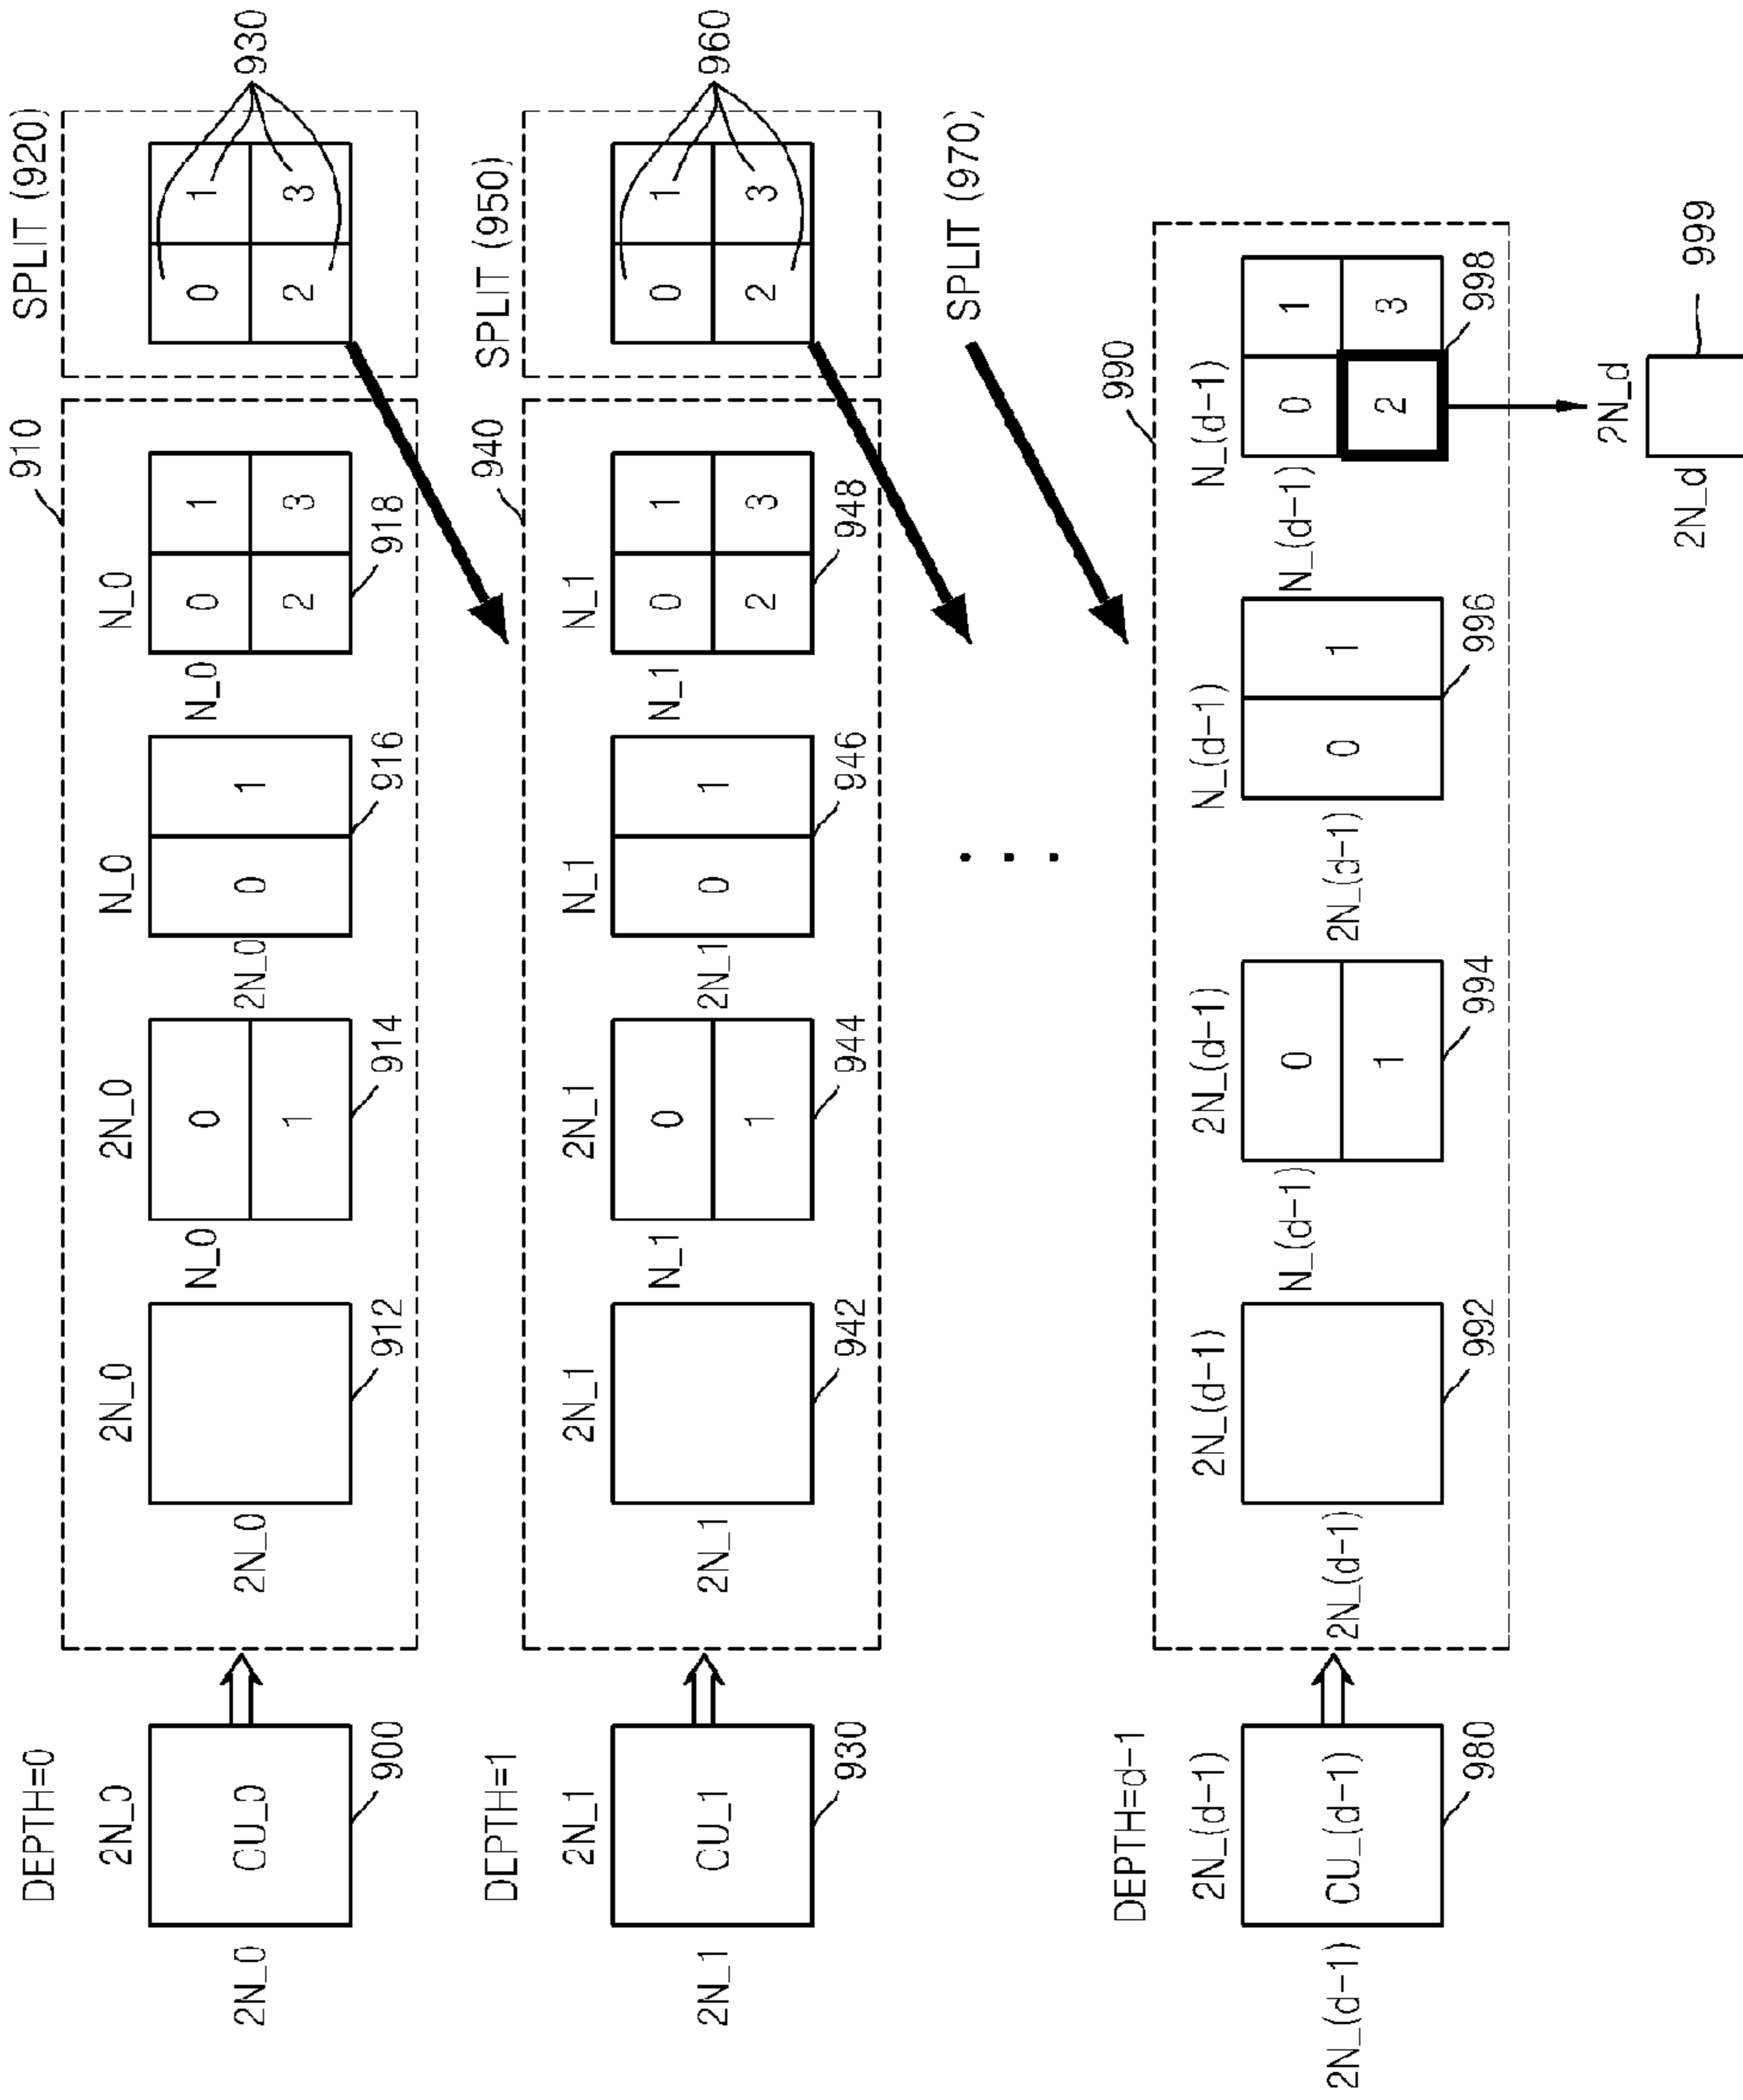 DEPTH=0
2N_0
2N_0
CU_0
900
910
2N_0
2N_0
912
2N_0
N_0
0
1
914
N_0
2N_0
0
1
916
N_0
N_0
0
1
2
3
918
SPLIT (920)
0
1
2
3
930
DEPTH=1
2N_1
2N_1
CU_1
930
940
2N_1
2N_1
942
2N_1
N_1
0
1
944
N_1
2N_1
0
1
946
N_1
N_1
0
1
2
3
948
SPLIT (950)
0
1
2
3
960
. . .
SPLIT (970)
DEPTH=d-1
2N_(d-1)
2N_(d-1)
CU_(d-1)
980
990
2N_(d-1)
2N_(d-1)
992
2N_(d-1)
N_(d-1)
0
1
994
N_(d-1)
2N_(d-1)
0
1
996
N_(d-1)
N_(d-1)
0
1
2
3
998
2N_d
2N_d
999